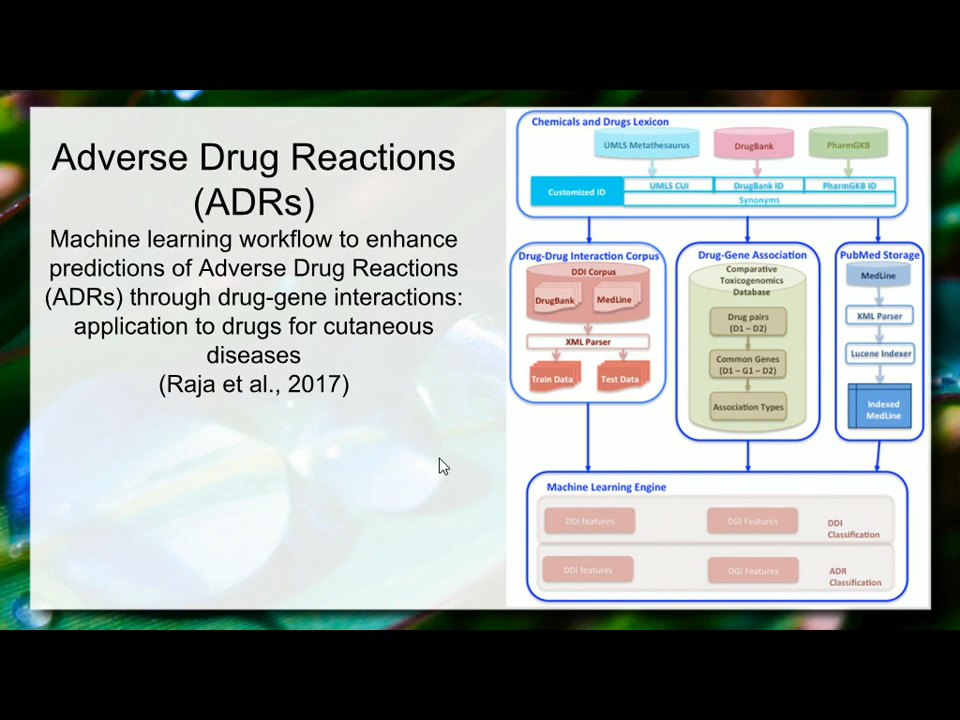 Adverse Drug Reactions
(ADRs)
Machine learning workflow to enhance
predictions of Adverse Drug Reactions
(ADRs) through drug-gene interactions:
application to drugs for cutaneous
diseases
(Raja et al., 2017)
Chemicals and Drugs Lexicon
UMLS Metathesaurus
DrugBank
PharmGKB
Customized ID
UMLS CUI
DrugBank ID
PharmGKB ID
Synonyms
Drug-Drug Interaction Corpus
DDI Corpus
DrugBank
MedLine
XML Parser
Train Data
Test Data
Drug-Gene Association
Comparative
Toxicogenomics
Database
Drug pairs
(D1 – D2)
Common Genes
(D1 – G1 – D2)
Association Types
PubMed Storage
MedLine
XML Parser
Lucene Indexer
Indexed
MedLine
Machine Learning Engine
DDI features
DGI Features
DDI
Classification
DDI features
DGI Features
ADR
Classification